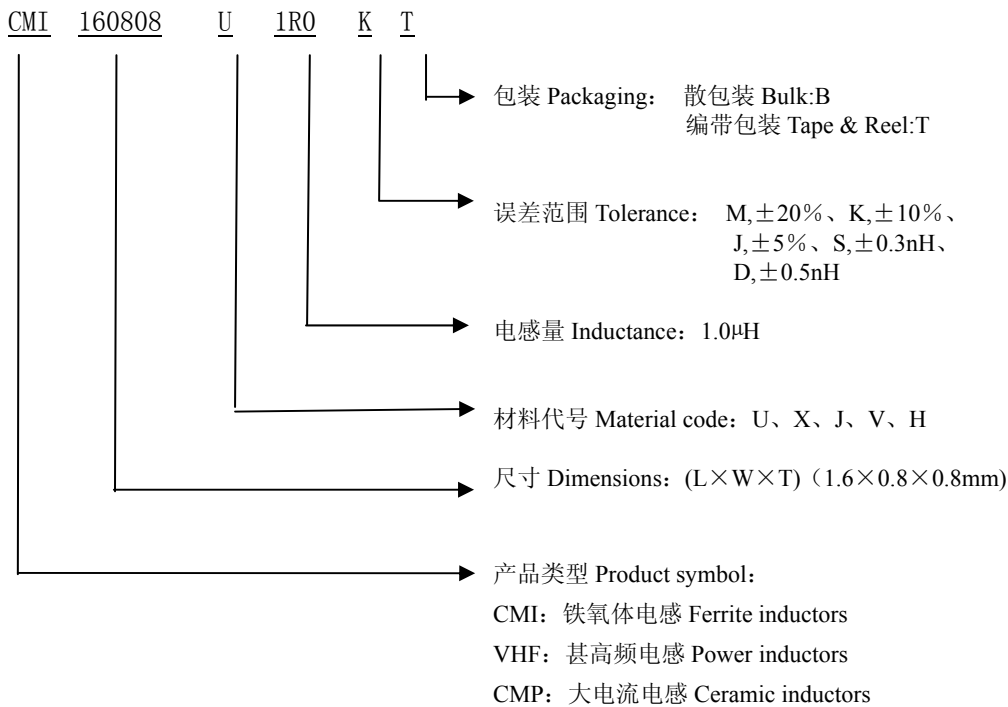 CMI 160808 U 1R0 K T
包装 Packaging： 散包装 Bulk:B
编带包装 Tape & Reel:T
误差范围 Tolerance： M,±20％、K,±10％、
J,±5％、S,±0.3nH、
D,±0.5nH
电感量 Inductance：1.0μH
材料代号 Material code：U、X、J、V、H
尺寸 Dimensions：(L×W×T)（1.6×0.8×0.8mm)
产品类型 Product symbol：
CMI：铁氧体电感 Ferrite inductors
VHF：甚高频电感 Power inductors
CMP：大电流电感 Ceramic inductors